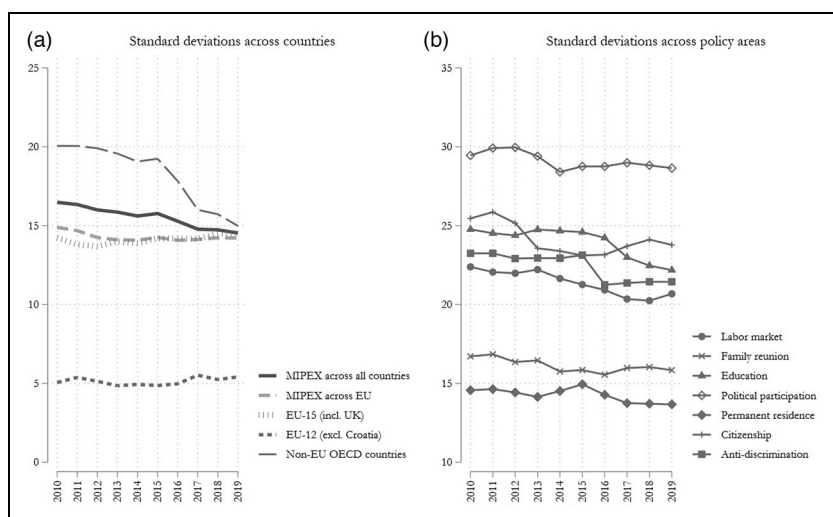 (a)
Standard deviations across countries
25
20
15
10
5
0
2010
2011
2012
2013
2014
2015
2016
2017
2018
2019
MIPEX across all countries
MIPEX across EU
EU-15 (incl. UK)
EU-12 (excl. Croatia)
Non-EU OECD countries
(b)
Standard deviations across policy areas
35
30
25
20
15
10
2010
2011
2012
2013
2014
2015
2016
2017
2018
2019
Labor market
Family reunion
Education
Political participation
Permanent residence
Citizenship
Anti-discrimination